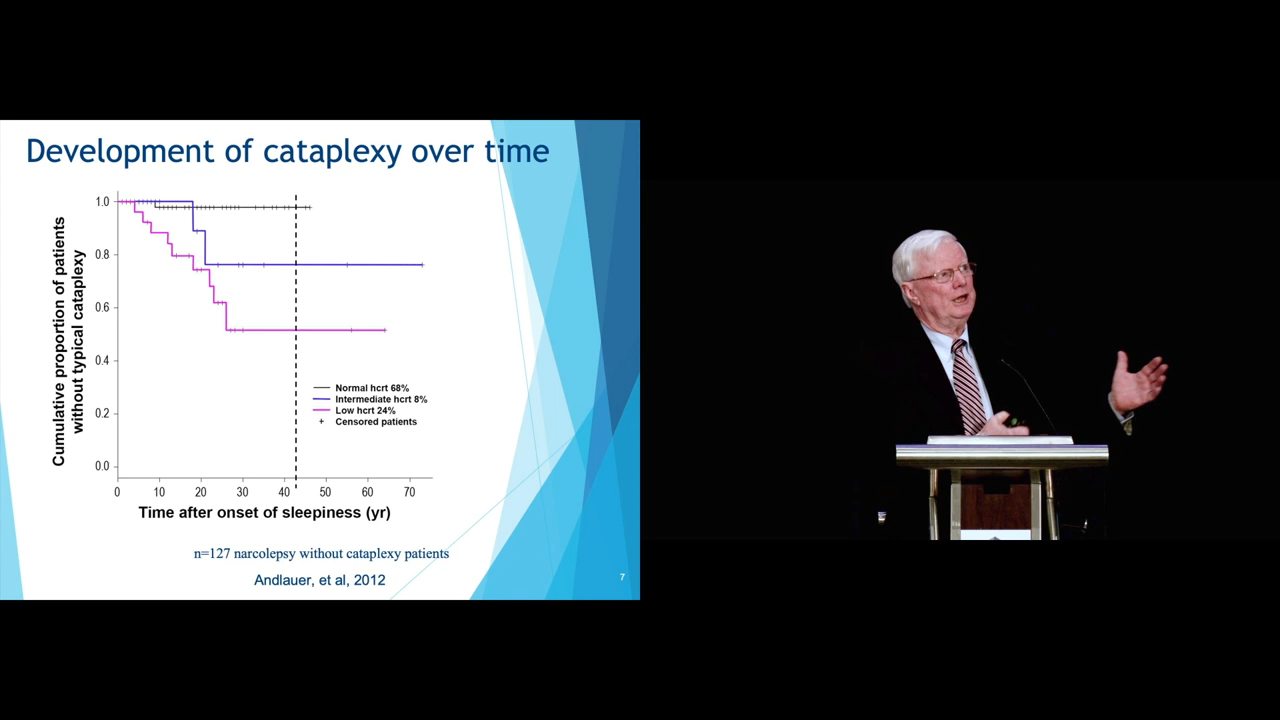 Development of cataplexy over time
Cumulative proportion of patients
without typical cataplexy
1.0
0.8
0.6
0.4
0.2
0.0
0 10 20 30 40 50 60 70
Time after onset of sleepiness (yr)
Normal hcrt 68%
Intermediate hcrt 8%
Low hcrt 24%
+ Censored patients
n=127 narcolepsy without cataplexy patients
Andlauer, et al, 2012
7